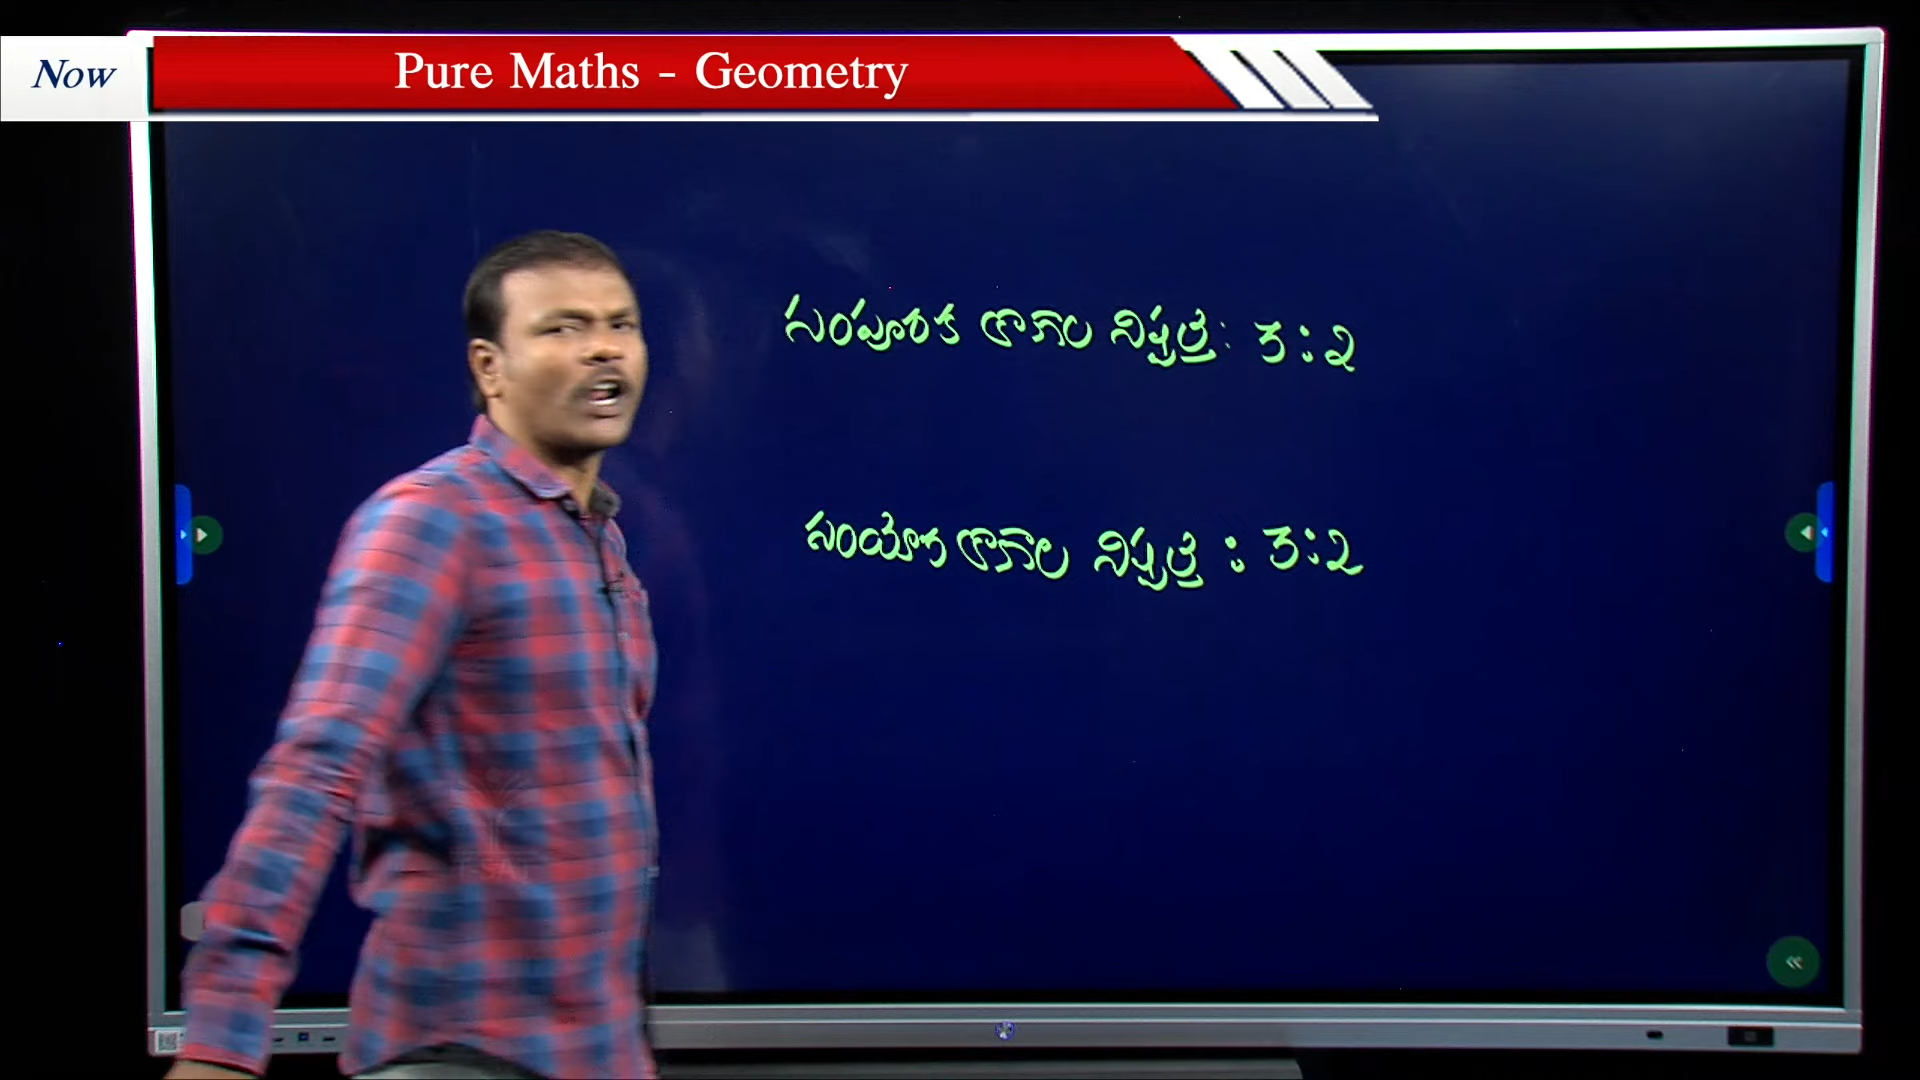 Now
Pure Maths - Geometry
సంపూరక కోణాల నిష్పత్తి : 3 : 2
సంయోగ కోణాల నిష్పత్తి : 3 : 2